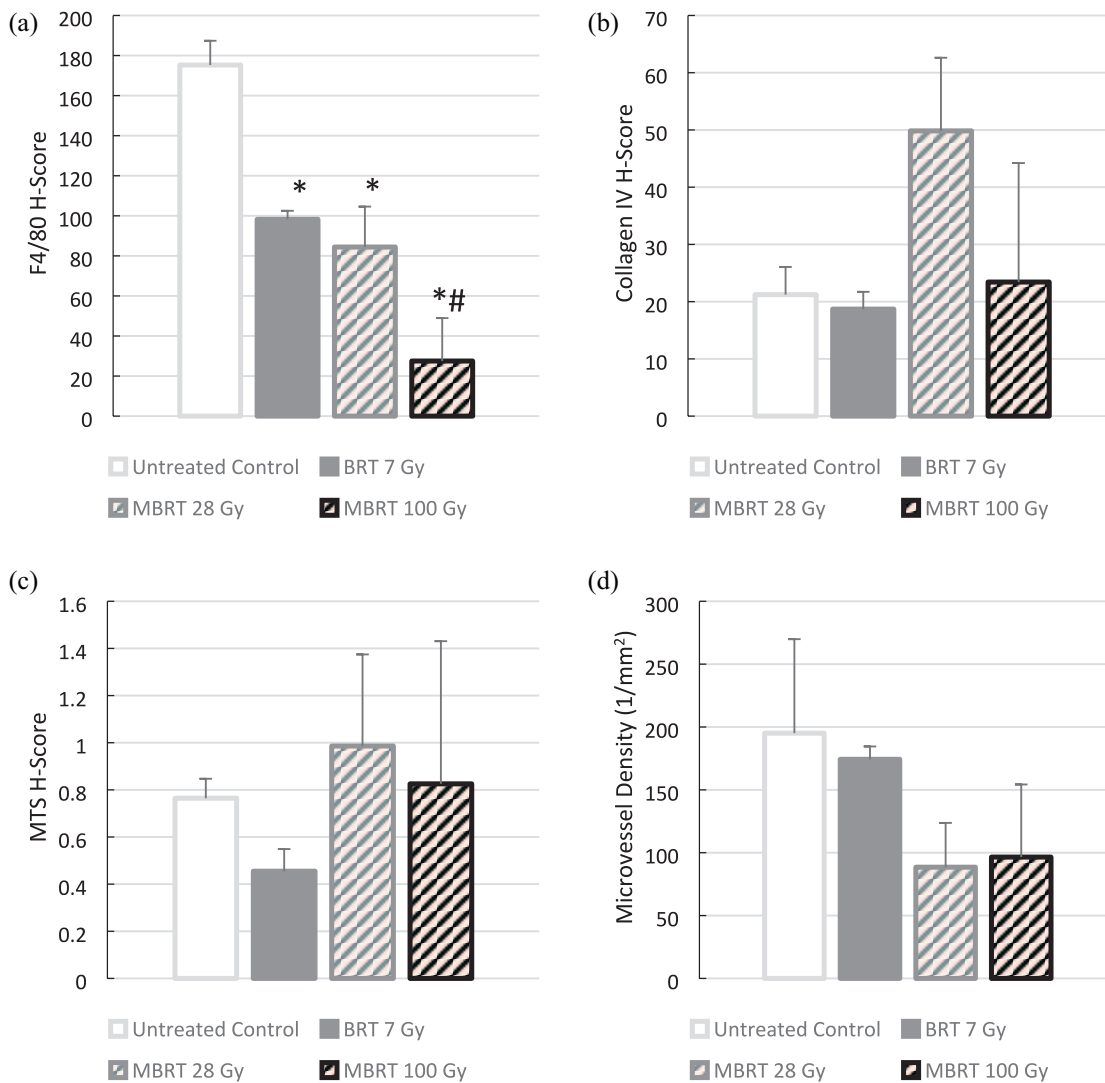 (a)
200
180
160
140
120
100
80
60
40
20
0
F4/80 H-Score
*
*
*#
Untreated Control BRT 7 Gy
MBRT 28 Gy MBRT 100 Gy
(b)
70
60
50
40
30
20
10
0
Collagen IV H-Score
Untreated Control BRT 7 Gy
MBRT 28 Gy MBRT 100 Gy
(c)
1.6
1.4
1.2
1
0.8
0.6
0.4
0.2
0
MTS H-Score
Untreated Control BRT 7 Gy
MBRT 28 Gy MBRT 100 Gy
(d)
300
250
200
150
100
50
0
Microvessel Density (1/mm²)
Untreated Control BRT 7 Gy
MBRT 28 Gy MBRT 100 Gy